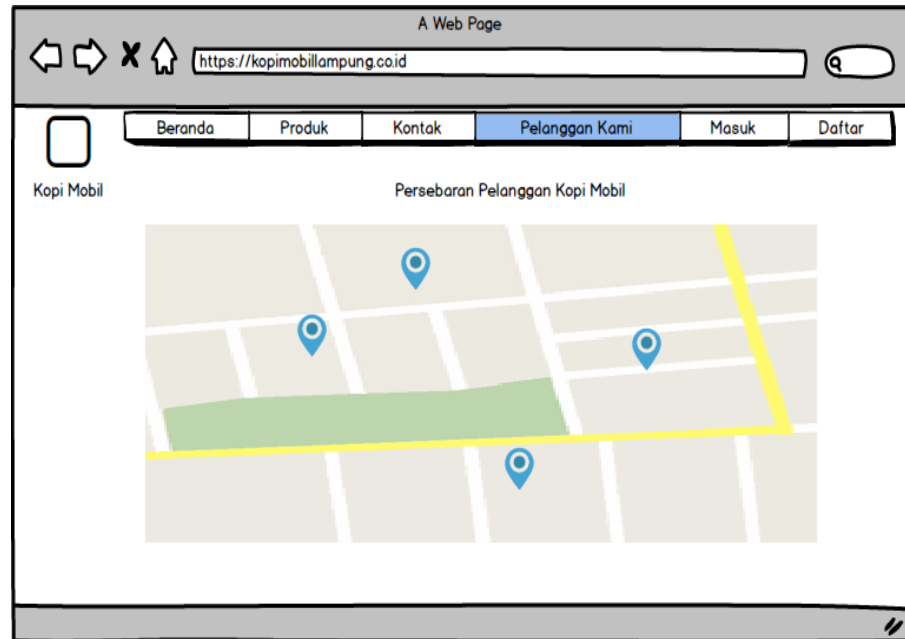 A Web Page
https://kopimobillampung.co.id
Beranda Produk Kontak Pelanggan Kami Masuk Daftar
Kopi Mobil
Persebaran Pelanggan Kopi Mobil